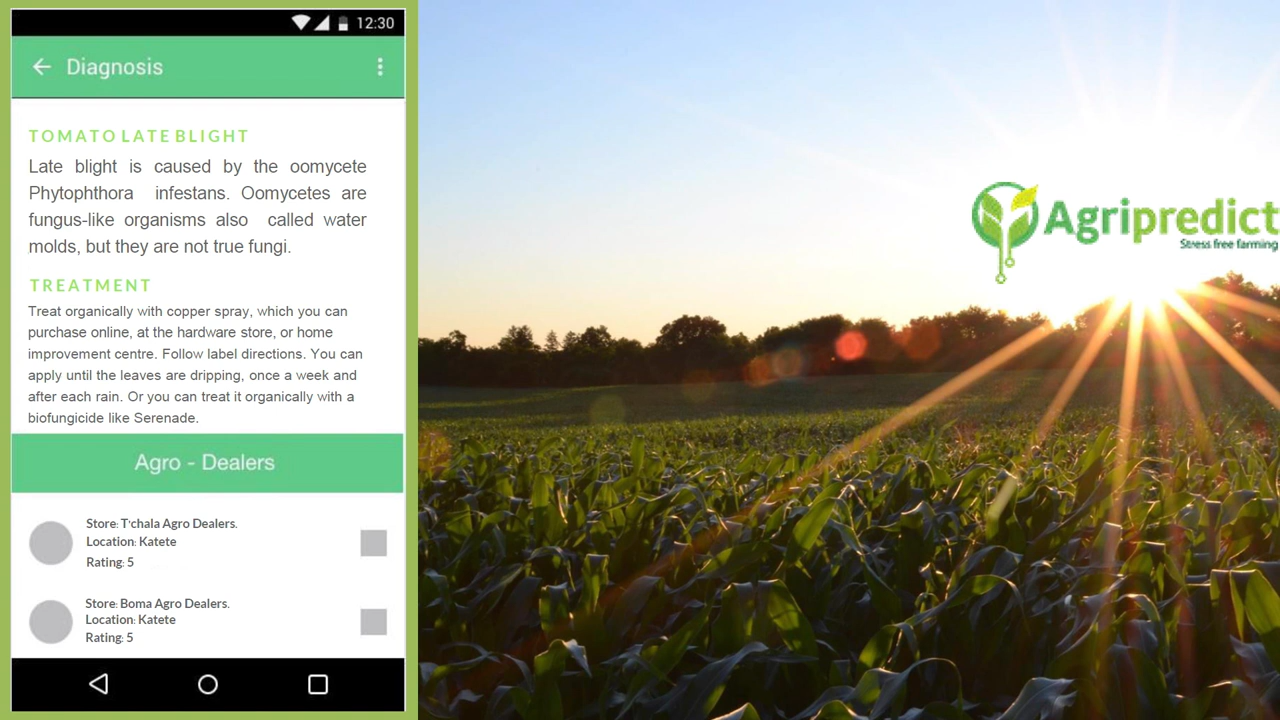 12:30
Diagnosis
TOMATO LATE BLIGHT
Late blight is caused by the oomycete
Phytophthora infestans. Oomycetes are
fungus-like organisms also called water
molds, but they are not true fungi.
TREATMENT
Treat organically with copper spray, which you can
purchase online, at the hardware store, or home
improvement centre. Follow label directions. You can
apply until the leaves are dripping, once a week and
after each rain. Or you can treat it organically with a
biofungicide like Serenade.
Agro - Dealers
Store: T'chala Agro Dealers.
Location: Katete
Rating: 5
Store: Boma Agro Dealers.
Location: Katete
Rating: 5
Agripredict
Stress free farming